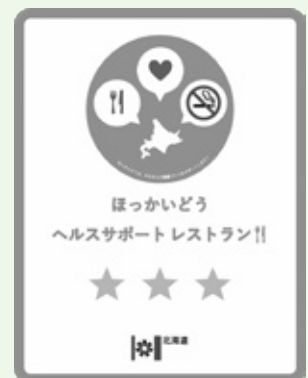 ほっかいどう
ヘルスサポートレストラン
北海道